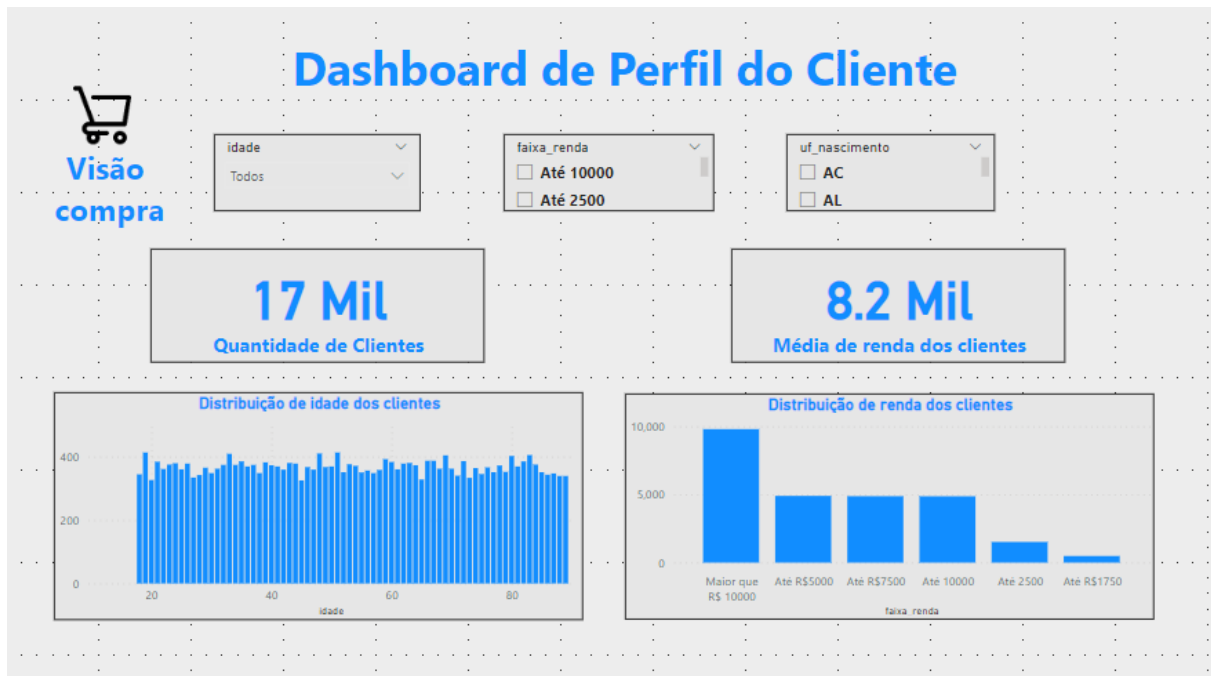 Dashboard de Perfil do Cliente
Visão
compra
idade
Todos
faixa_renda
Até 10000
Até 2500
uf_nascimento
AC
AL
17 Mil
Quantidade de Clientes
8.2 Mil
Média de renda dos clientes
Distribuição de idade dos clientes
400
200
0
20 40 60 80
idade
Distribuição de renda dos clientes
10,000
5,000
0
Maior que Até R$5000 Até R$7500 Até 10000 Até 2500 Até R$1750
R$ 10000
faixa_renda